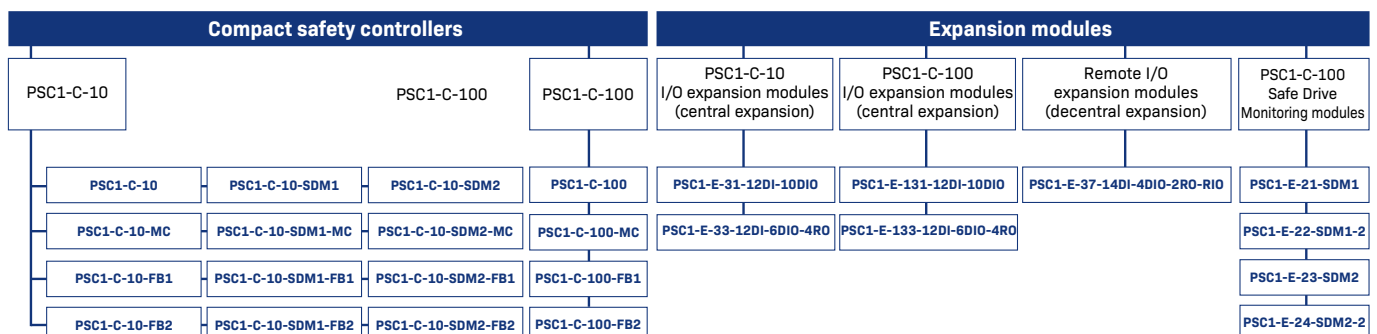 Compact safety controllers
Expansion modules
PSC1-C-10
PSC1-C-100
PSC1-C-100
PSC1-C-10
I/O expansion modules
(central expansion)
PSC1-C-100
I/O expansion modules
(central expansion)
Remote I/O
expansion modules
(decentral expansion)
PSC1-C-100
Safe Drive
Monitoring modules
PSC1-C-10
PSC1-C-10-SDM1
PSC1-C-10-SDM2
PSC1-C-100
PSC1-E-31-12DI-10DIO
PSC1-E-131-12DI-10DIO
PSC1-E-37-14DI-4DIO-2RO-RIO
PSC1-E-21-SDM1
PSC1-C-10-MC
PSC1-C-10-SDM1-MC
PSC1-C-10-SDM2-MC
PSC1-C-100-MC
PSC1-E-33-12DI-6DIO-4RO
PSC1-E-133-12DI-6DIO-4RO
PSC1-E-22-SDM1-2
PSC1-C-10-FB1
PSC1-C-10-SDM1-FB1
PSC1-C-10-SDM2-FB1
PSC1-C-100-FB1
PSC1-E-23-SDM2
PSC1-C-10-FB2
PSC1-C-10-SDM1-FB2
PSC1-C-10-SDM2-FB2
PSC1-C-100-FB2
PSC1-E-24-SDM2-2